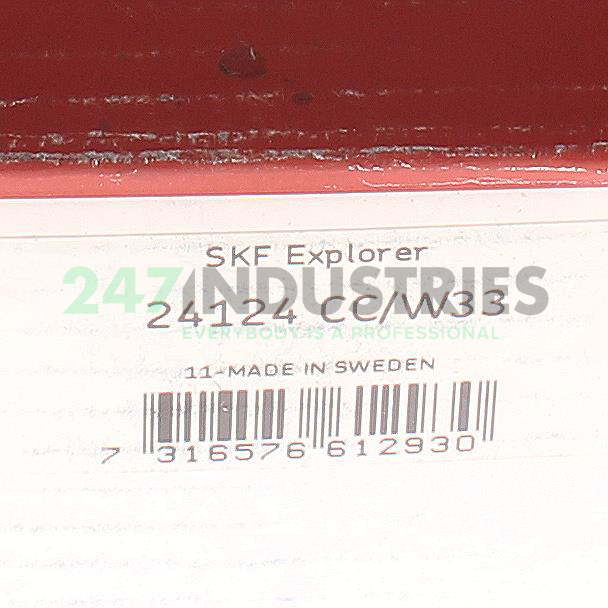 SKF Explorer
247INDUSTRIES
24124 CC/W33
EVERYBODY IS A PROFESSIONAL
11-MADE IN SWEDEN
7 316576 612930